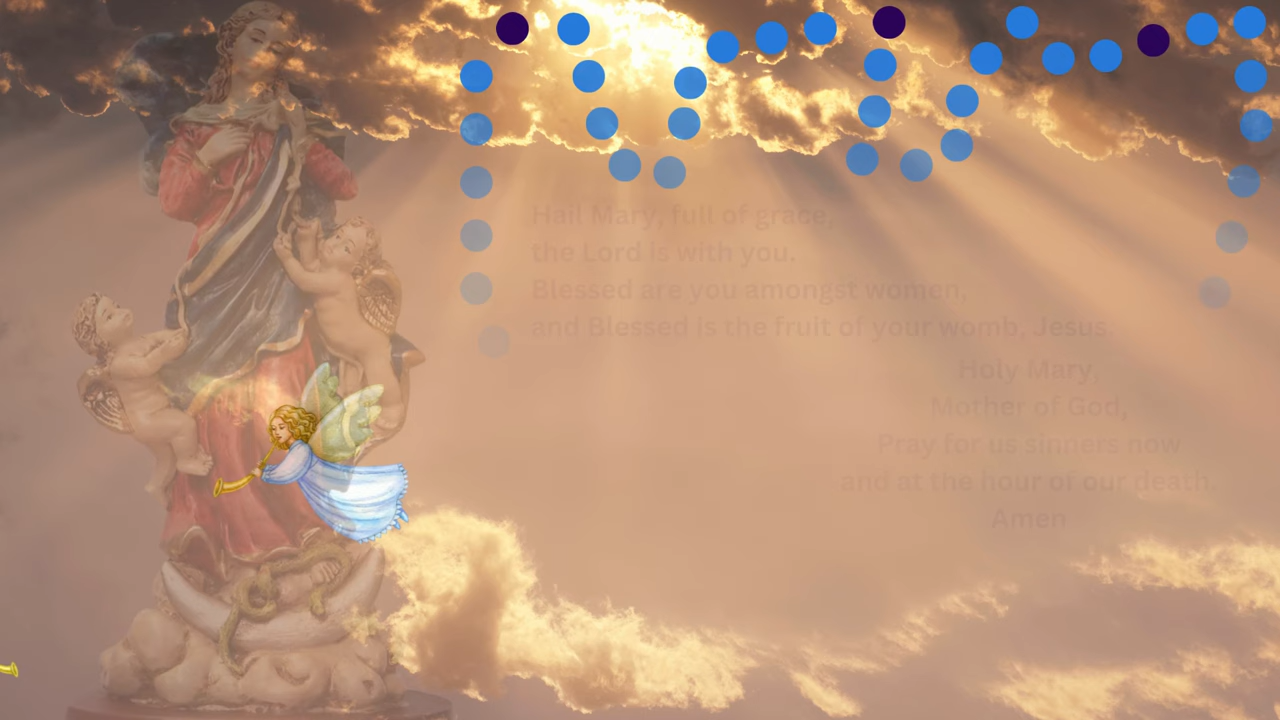 Hail Mary, full of grace,
the Lord is with you.
Blessed are you amongst women,
and Blessed is the fruit of your womb, Jesus.
Holy Mary,
Mother of God,
Pray for us sinners now
and at the hour of our death.
Amen